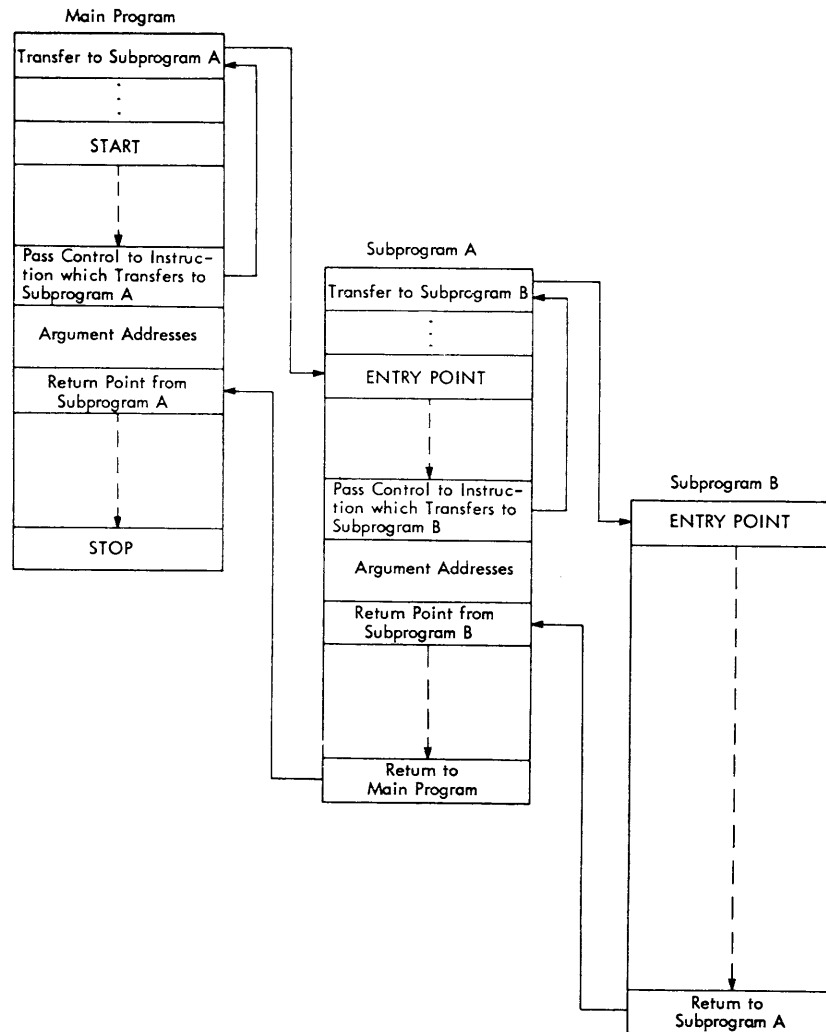 Main Program
Transfer to Subprogram A
START
Pass Control to Instruc-
tion which Transfers to
Subprogram A
Argument Addresses
Return Point from
Subprogram A
STOP
Subprogram A
Transfer to Subprogram B
ENTRY POINT
Pass Control to Instruc-
tion which Transfers to
Subprogram B
Argument Addresses
Return Point from
Subprogram B
Return to
Main Program
Subprogram B
ENTRY POINT
Return to
Subprogram A